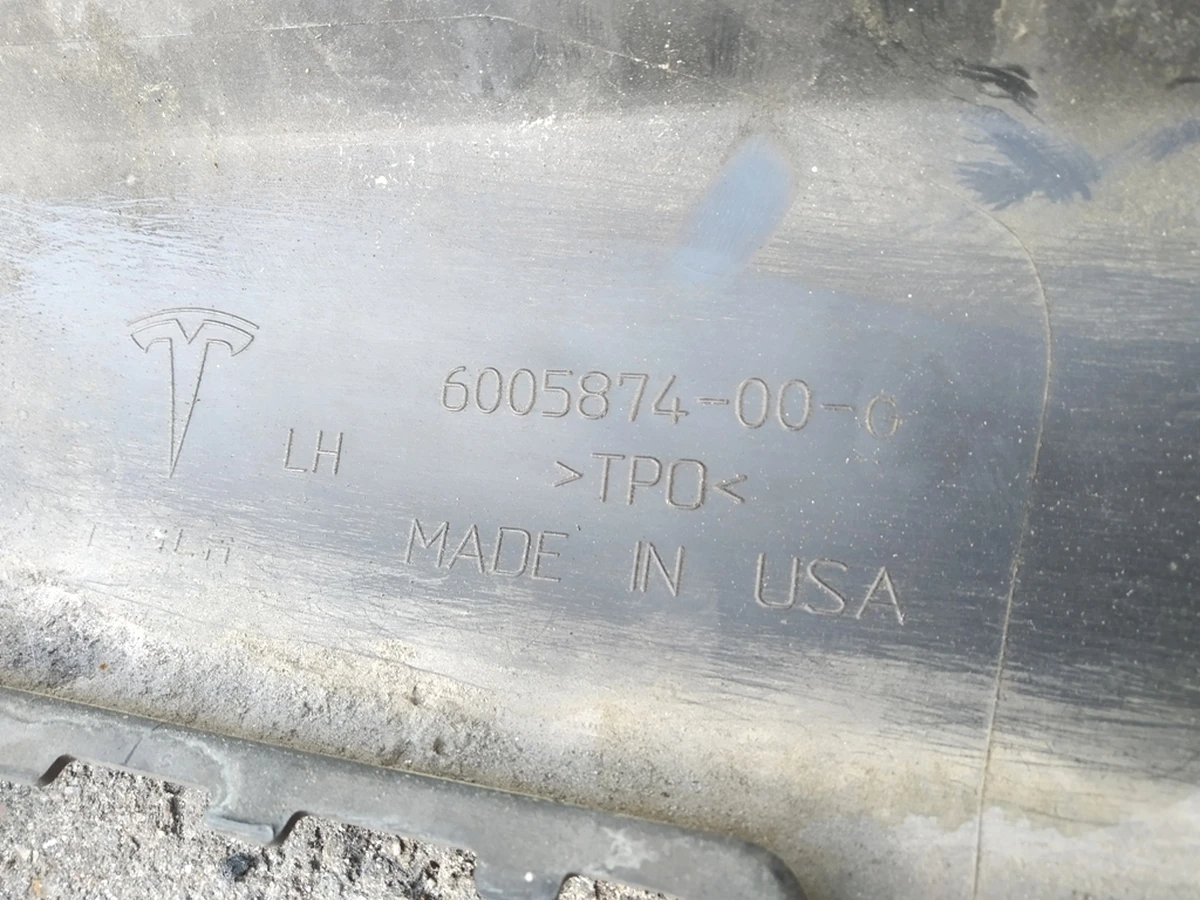 6005874-00-G
LH
>TPO<
MADE IN USA